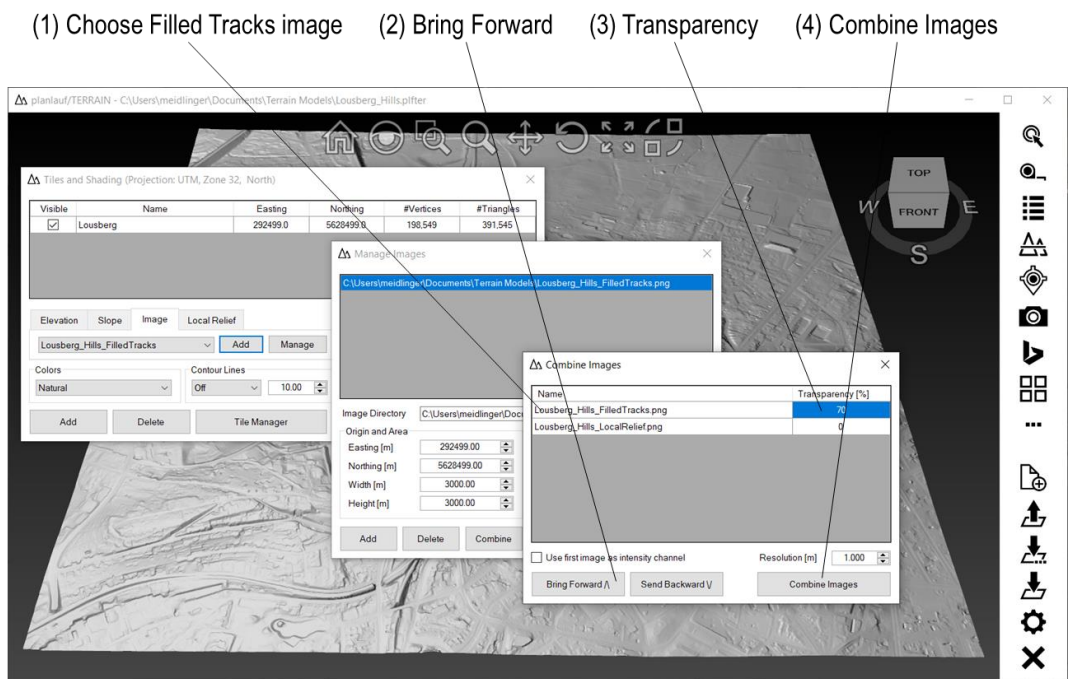 (1) Choose Filled Tracks image (2) Bring Forward (3) Transparency (4) Combine Images
planlauf/TERRAIN - C:\Users\meidlinger\Documents\Terrain Models\Lousberg_Hills.plfter
TOP
FRONT
W E
S
Tiles and Shading (Projection: UTM, Zone 32, North)
Visible Name Easting Northing #Vertices #Triangles
Lousberg 292499.0 5628499.0 198,549 391,545
Elevation Slope Image Local Relief
Lousberg_Hills_FilledTracks Add Manage
Colors Contour Lines
Natural Off 10.00
Add Delete Tile Manager
Manage Images
C:\Users\meidlinger\Documents\Terrain Models\Lousberg_Hills_FilledTracks.png
Image Directory C:\Users\meidlinger\Docu
Origin and Area
Easting [m] 292499.00
Northing [m] 5628499.00
Width [m] 3000.00
Height [m] 3000.00
Add Delete Combine
Combine Images
Name Transparency [%]
Lousberg_Hills_FilledTracks.png 70
Lousberg_Hills_LocalRelief.png 0
Use first image as intensity channel Resolution [m] 1.000
Bring Forward /\ Send Backward \/ Combine Images